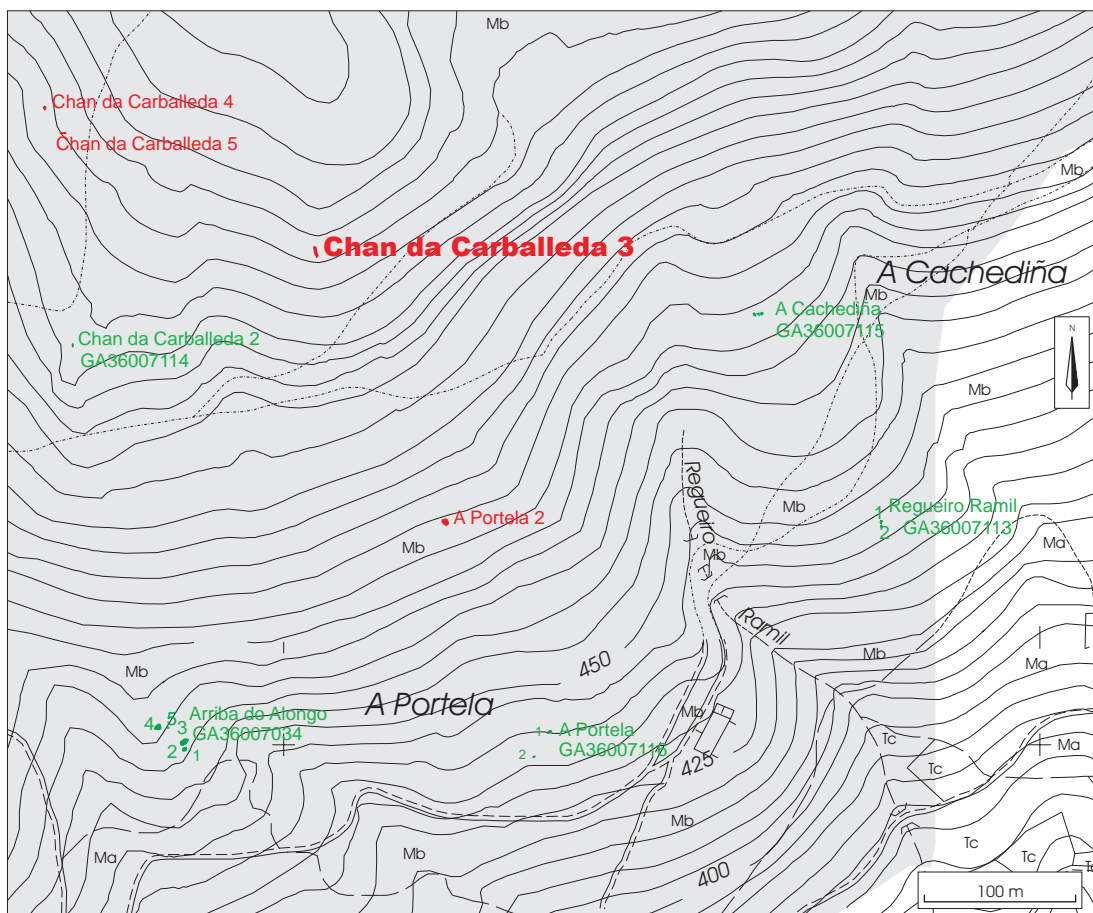 Mb
Chan da Carballeda 4
Chan da Carballeda 5
Mb
Chan da Carballeda 3
A Cachediña
Mb
A Cachediña
GA36007115
N
Chan da Carballeda 2
GA36007114
Mb
Regueiro
Mb
1 Regueiro Ramil
2 GA36007113
A Portela 2
Mb
Mb
Ma
Ramil
Mb
450
Mb
Ma
A Portela
4 5 3 Arriba do Alongo
GA36007034
2 1
1 A Portela
GA36007116
2
Mb
425
Tc
Ma
Tc
Tc
Mb
Ma
Mb
Tc
Tc
Tc
400
100 m